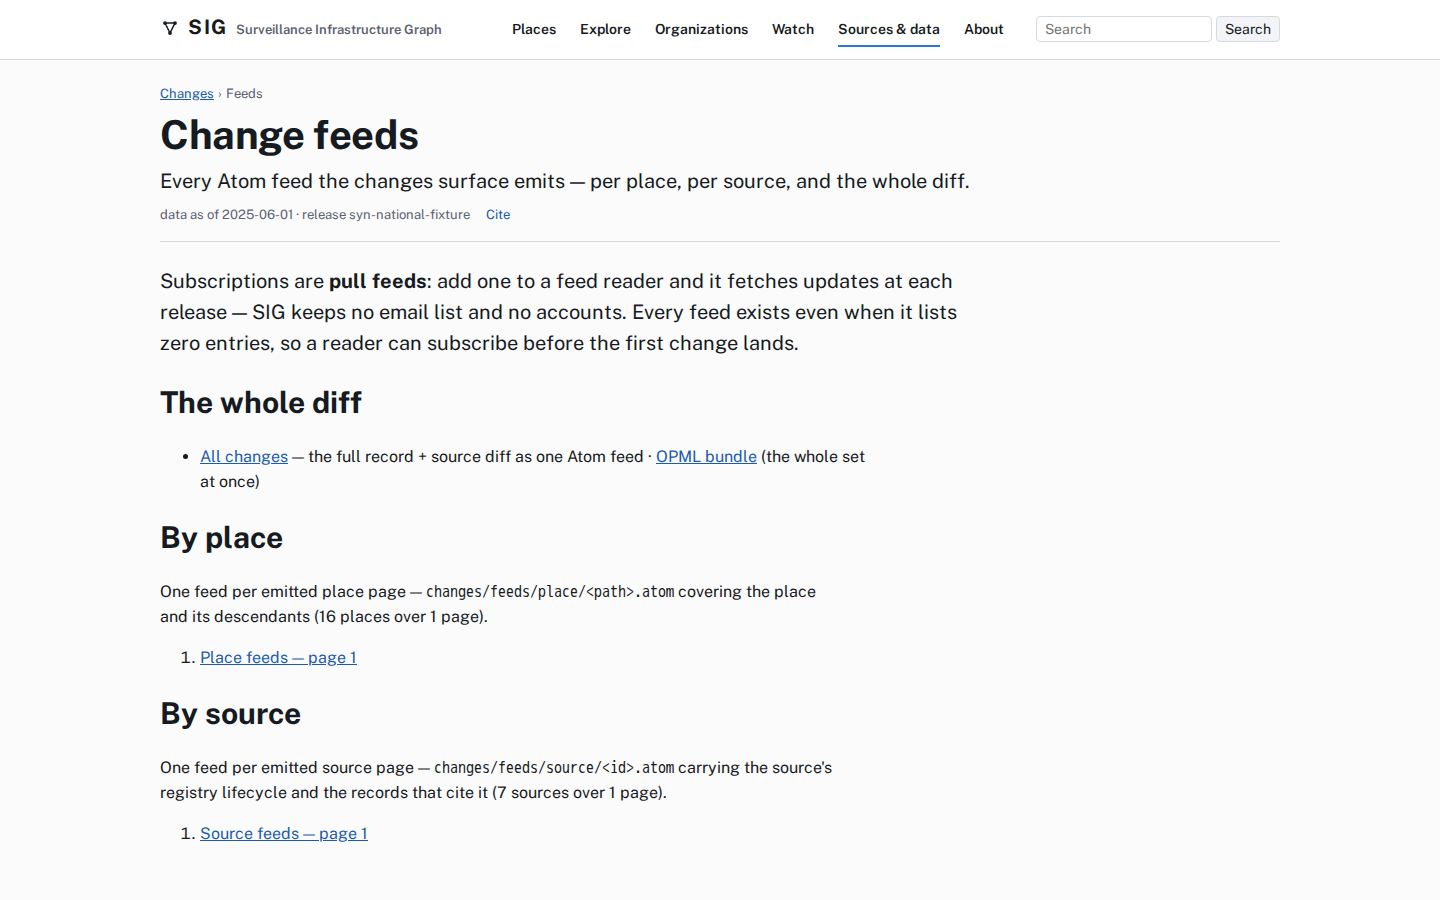 SIG Surveillance Infrastructure Graph Places Explore Organizations Watch Sources & data About Search Search
Changes › Feeds
Change feeds
Every Atom feed the changes surface emits — per place, per source, and the whole diff.
data as of 2025-06-01 · release syn-national-fixture Cite
Subscriptions are pull feeds: add one to a feed reader and it fetches updates at each
release — SIG keeps no email list and no accounts. Every feed exists even when it lists
zero entries, so a reader can subscribe before the first change lands.
The whole diff
• All changes — the full record + source diff as one Atom feed · OPML bundle (the whole set
at once)
By place
One feed per emitted place page — changes/feeds/place/<path>.atom covering the place
and its descendants (16 places over 1 page).
1. Place feeds — page 1
By source
One feed per emitted source page — changes/feeds/source/<id>.atom carrying the source's
registry lifecycle and the records that cite it (7 sources over 1 page).
1. Source feeds — page 1